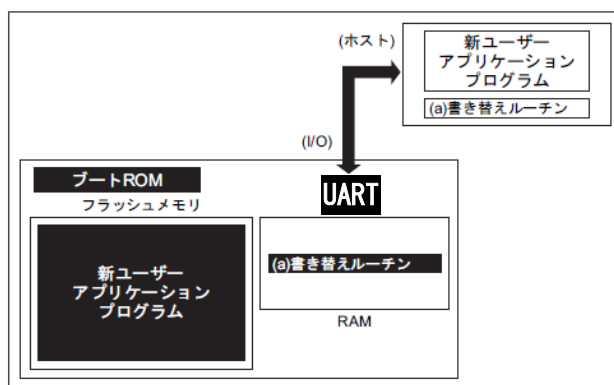 (ホスト)
新ユーザー
アプリケーション
プログラム
(a)書き替えルーチン
(I/O)
ブートROM
フラッシュメモリ
UART
新ユーザー
アプリケーション
プログラム
(a)書き替えルーチン
RAM